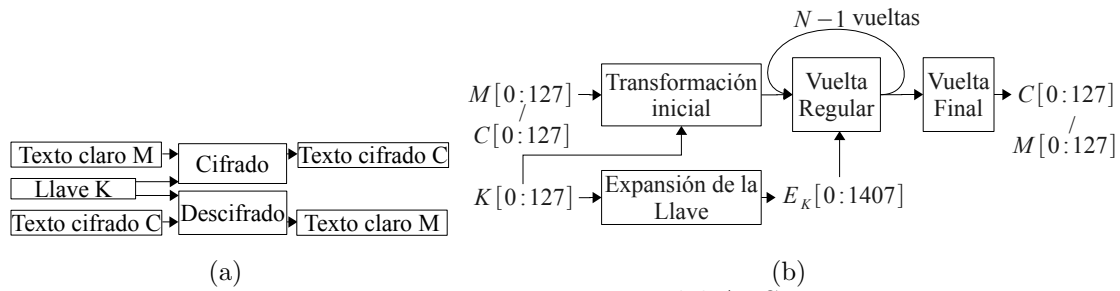 Texto claro M
Cifrado
Texto cifrado C
Llave K
Descifrado
Texto cifrado C
Texto claro M
(a)
N−1 vueltas
M[0:127]
/
C[0:127]
Transformación
inicial
Vuelta
Regular
Vuelta
Final
C[0:127]
/
M[0:127]
K[0:127]
Expansión de la
Llave
E_K[0:1407]
(b)